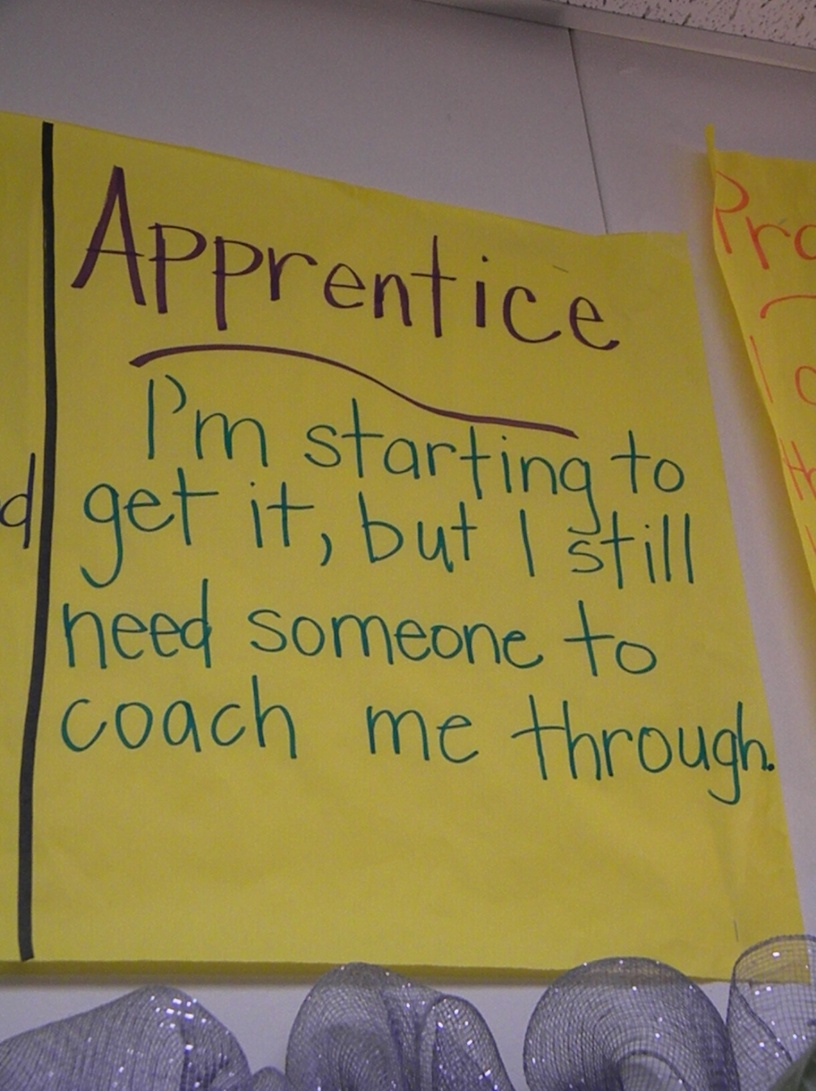 Apprentice
I'm starting to
get it, but I still
need someone to
coach me through.